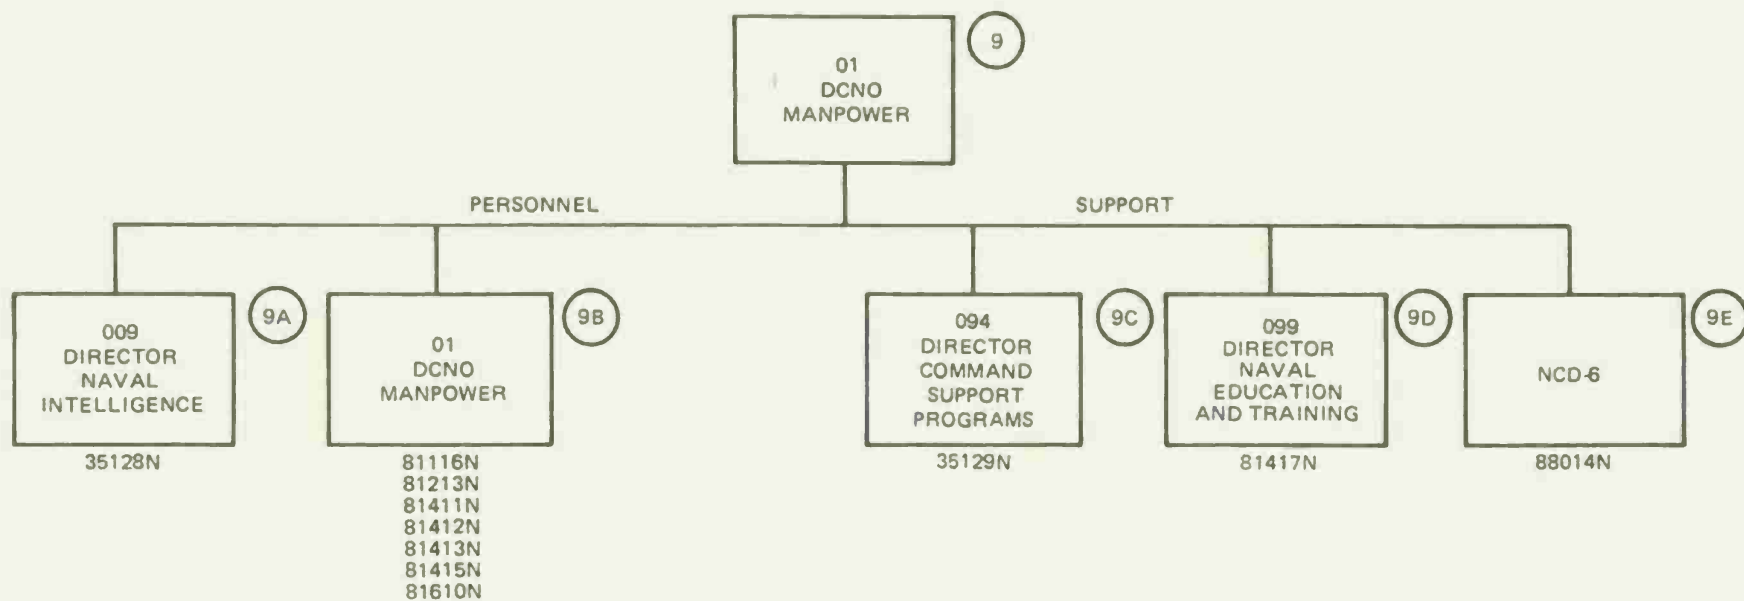 9
01
DCNO
MANPOWER
PERSONNEL
SUPPORT
009
DIRECTOR
NAVAL
INTELLIGENCE
9A
35128N
01
DCNO
MANPOWER
9B
81116N
81213N
81411N
81412N
81413N
81415N
81610N
094
DIRECTOR
COMMAND
SUPPORT
PROGRAMS
9C
35129N
099
DIRECTOR
NAVAL
EDUCATION
AND TRAINING
9D
81417N
NCD-6
9E
88014N